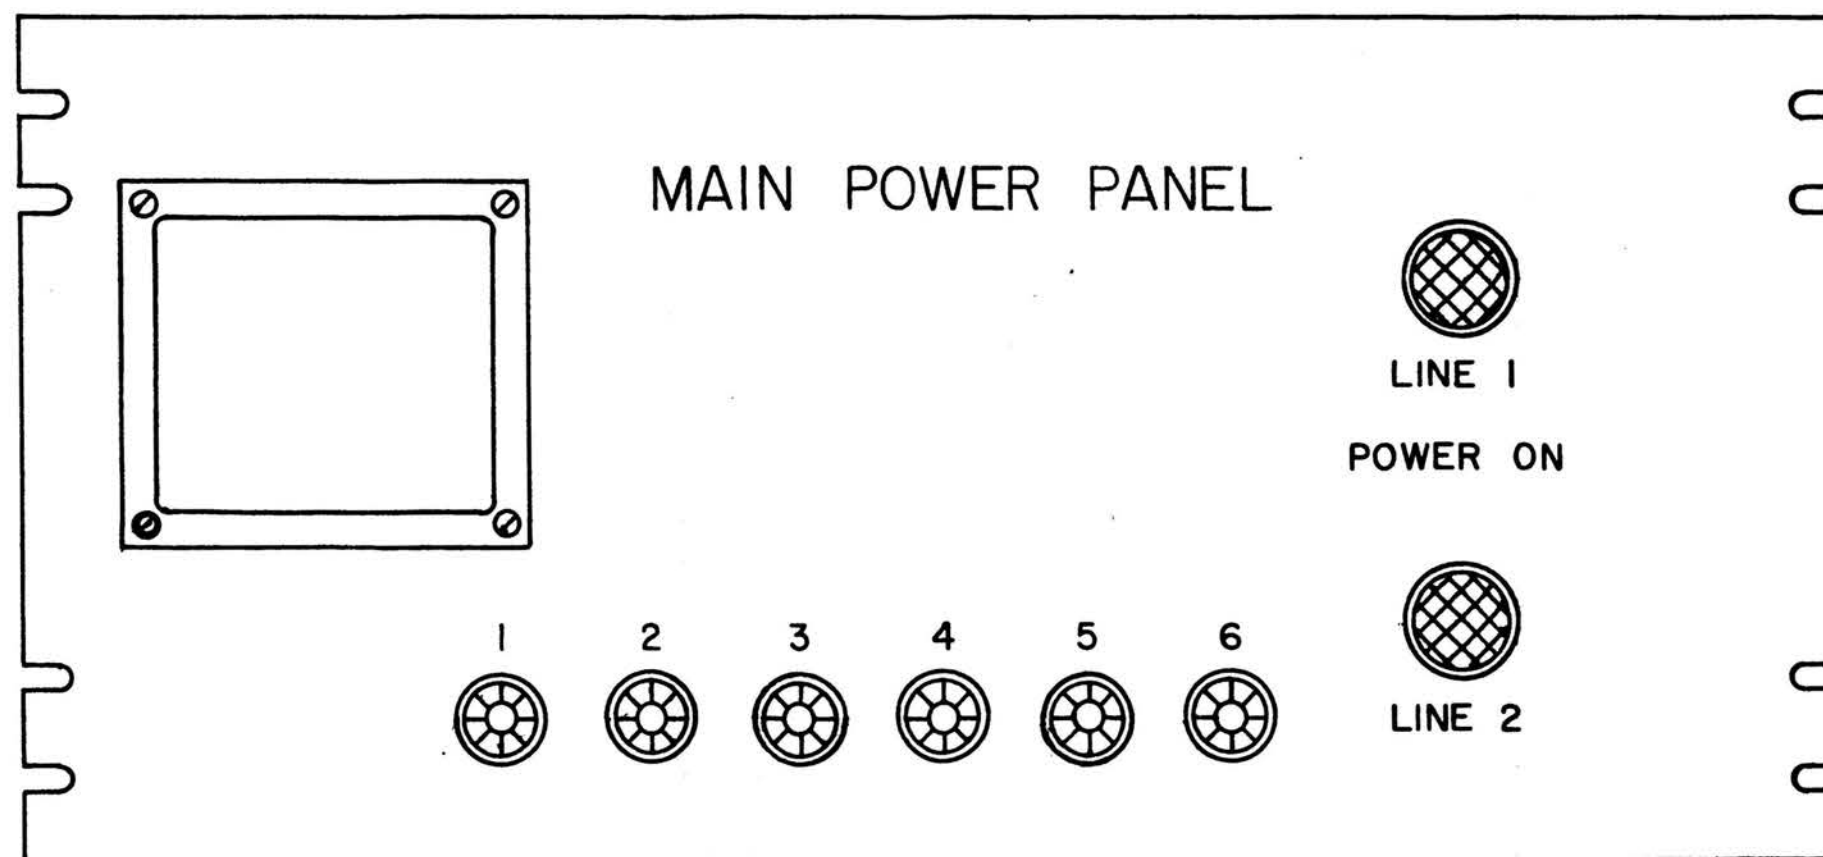 MAIN POWER PANEL
LINE 1
POWER ON
1 2 3 4 5 6
LINE 2